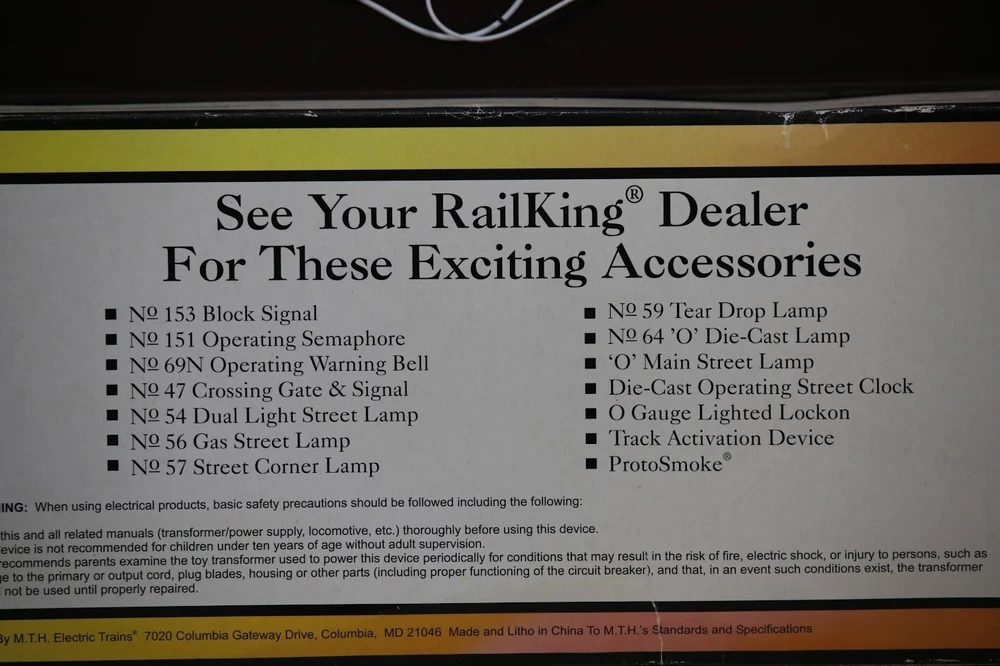 See Your RailKing® Dealer
For These Exciting Accessories
■ Nº 153 Block Signal
■ Nº 151 Operating Semaphore
■ Nº 69N Operating Warning Bell
■ Nº 47 Crossing Gate & Signal
■ Nº 54 Dual Light Street Lamp
■ Nº 56 Gas Street Lamp
■ Nº 57 Street Corner Lamp
■ Nº 59 Tear Drop Lamp
■ Nº 64 'O' Die-Cast Lamp
■ 'O' Main Street Lamp
■ Die-Cast Operating Street Clock
■ O Gauge Lighted Lockon
■ Track Activation Device
■ ProtoSmoke®
ING: When using electrical products, basic safety precautions should be followed including the following:
this and all related manuals (transformer/power supply, locomotive, etc.) thoroughly before using this device.
evice is not recommended for children under ten years of age without adult supervision.
recommends parents examine the toy transformer used to power this device periodically for conditions that may result in the risk of fire, electric shock, or injury to persons, such as
ge to the primary or output cord, plug blades, housing or other parts (including proper functioning of the circuit breaker), and that, in an event such conditions exist, the transformer
not be used until properly repaired.
By M.T.H. Electric Trains® 7020 Columbia Gateway Drive, Columbia, MD 21046 Made and Litho in China To M.T.H.'s Standards and Specifications